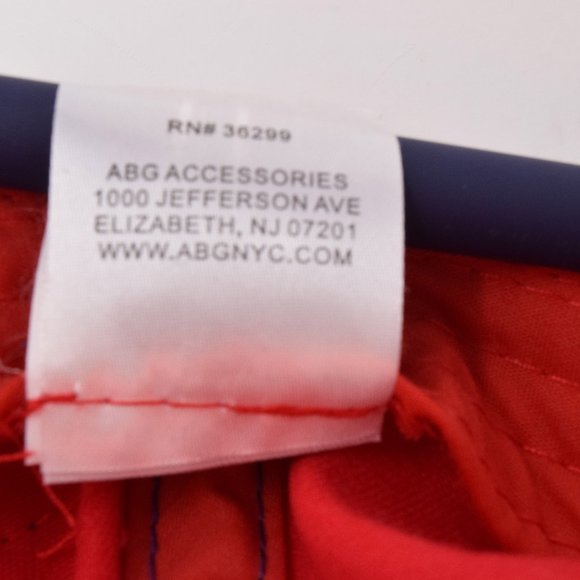 RN# 36299
ABG ACCESSORIES
1000 JEFFERSON AVE
ELIZABETH, NJ 07201
WWW.ABGNYC.COM